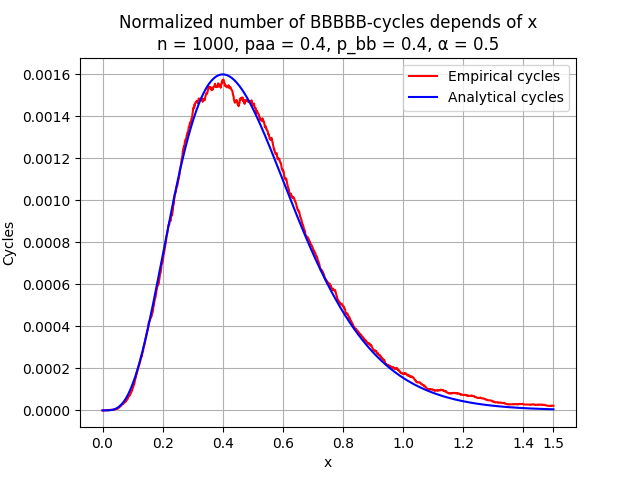 Normalized number of BBBBB-cycles depends of x
n = 1000, paa = 0.4, p_bb = 0.4, α = 0.5
Empirical cycles
Analytical cycles
0.0016
0.0014
0.0012
0.0010
0.0008
0.0006
0.0004
0.0002
0.0000
Cycles
0.0 0.2 0.4 0.6 0.8 1.0 1.2 1.4 1.5
x